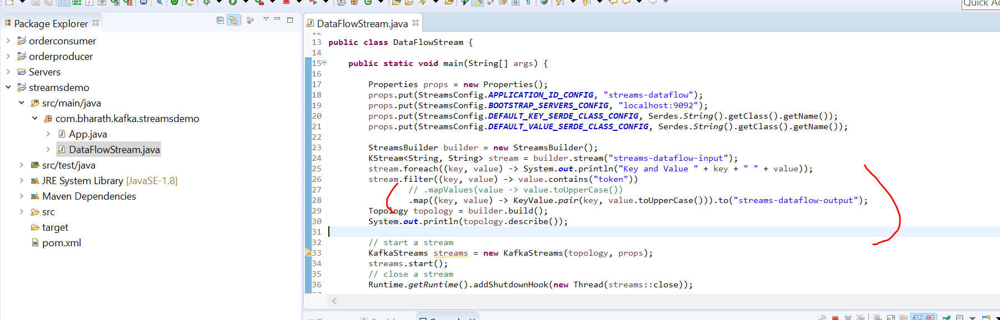 Quick Ac
Package Explorer
orderconsumer
orderproducer
Servers
streamsdemo
src/main/java
com.bharath.kafka.streamsdemo
App.java
DataFlowStream.java
src/test/java
JRE System Library [JavaSE-1.8]
Maven Dependencies
src
target
pom.xml
DataFlowStream.java
12
13 public class DataFlowStream {
14
15 public static void main(String[] args) {
16
17 Properties props = new Properties();
18 props.put(StreamsConfig.APPLICATION_ID_CONFIG, "streams-dataflow");
19 props.put(StreamsConfig.BOOTSTRAP_SERVERS_CONFIG, "localhost:9092");
20 props.put(StreamsConfig.DEFAULT_KEY_SERDE_CLASS_CONFIG, Serdes.String().getClass().getName());
21 props.put(StreamsConfig.DEFAULT_VALUE_SERDE_CLASS_CONFIG, Serdes.String().getClass().getName());
22
23 StreamsBuilder builder = new StreamsBuilder();
24 KStream<String, String> stream = builder.stream("streams-dataflow-input");
25 stream.foreach((key, value) -> System.out.println("Key and Value " + key + " " + value));
26 stream.filter((key, value) -> value.contains("token"))
27 // .mapValues(value -> value.toUpperCase())
28 .map((key, value) -> KeyValue.pair(key, value.toUpperCase())).to("streams-dataflow-output");
29 Topology topology = builder.build();
30 System.out.println(topology.describe());
31
32 // start a stream
33 KafkaStreams streams = new KafkaStreams(topology, props);
34 streams.start();
35 // close a stream
36 Runtime.getRuntime().addShutdownHook(new Thread(streams::close));